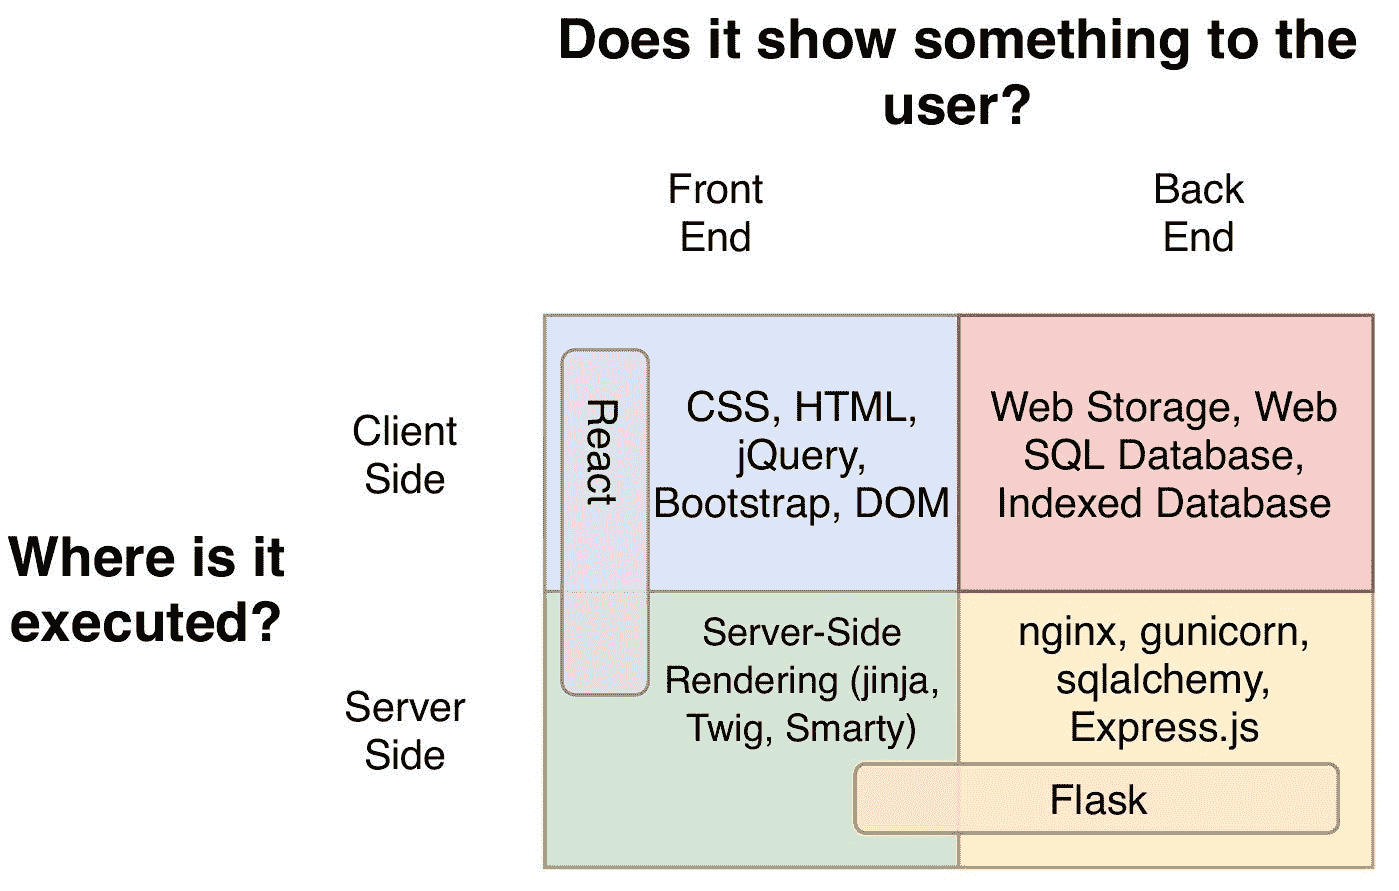 Does it show something to the
user?
Front
End
Back
End
Client
Side
React
CSS, HTML,
jQuery,
Bootstrap, DOM
Web Storage, Web
SQL Database,
Indexed Database
Where is it
executed?
Server
Side
Server-Side
Rendering (jinja,
Twig, Smarty)
nginx, gunicorn,
sqlalchemy,
Express.js
Flask